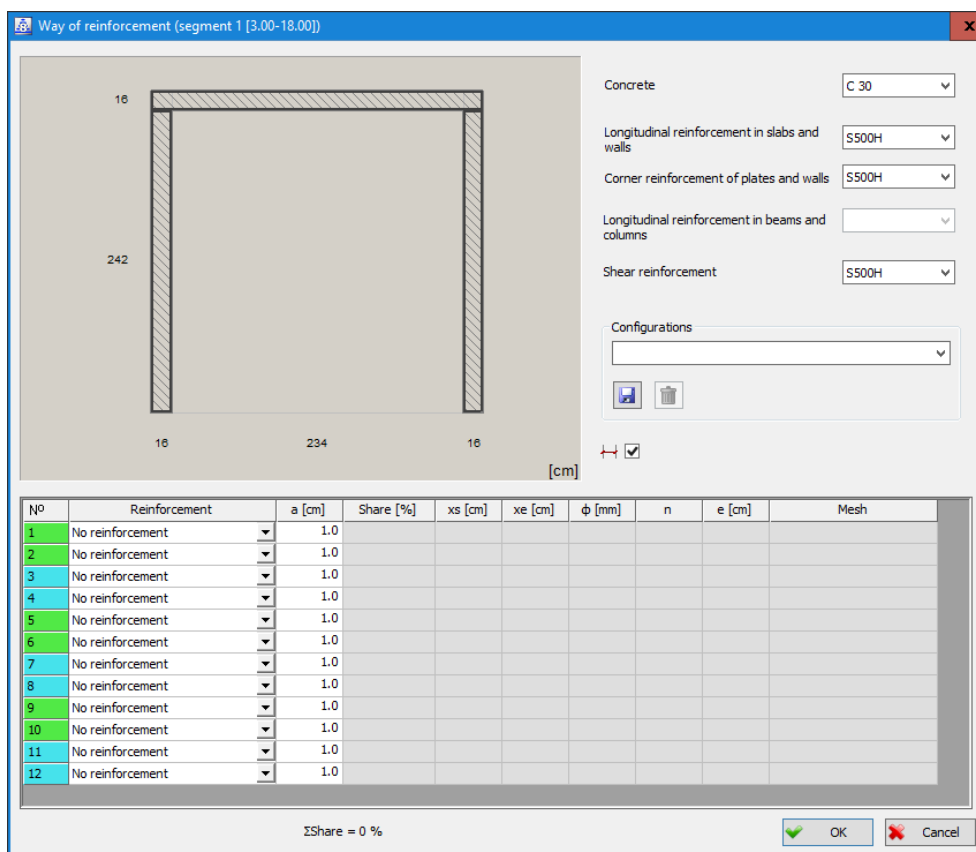 Way of reinforcement (segment 1 [3.00-18.00])
x
16
242
16 234 16
[cm]
Concrete C 30
Longitudinal reinforcement in slabs and
walls
S500H
Corner reinforcement of plates and walls S500H
Longitudinal reinforcement in beams and
columns
Shear reinforcement S500H
Configurations
Nº Reinforcement a [cm] Share [%] xs [cm] xe [cm] ϕ [mm] n e [cm] Mesh
1 No reinforcement 1.0
2 No reinforcement 1.0
3 No reinforcement 1.0
4 No reinforcement 1.0
5 No reinforcement 1.0
6 No reinforcement 1.0
7 No reinforcement 1.0
8 No reinforcement 1.0
9 No reinforcement 1.0
10 No reinforcement 1.0
11 No reinforcement 1.0
12 No reinforcement 1.0
ΣShare = 0 %
OK Cancel